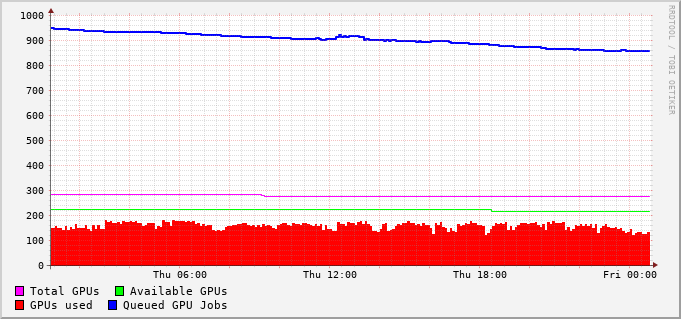 1000
900
800
700
600
500
400
300
200
100
0
Thu 06:00 Thu 12:00 Thu 18:00 Fri 00:00
Total GPUs Available GPUs
GPUs used Queued GPU Jobs
RRDTOOL / TOBI OETIKER